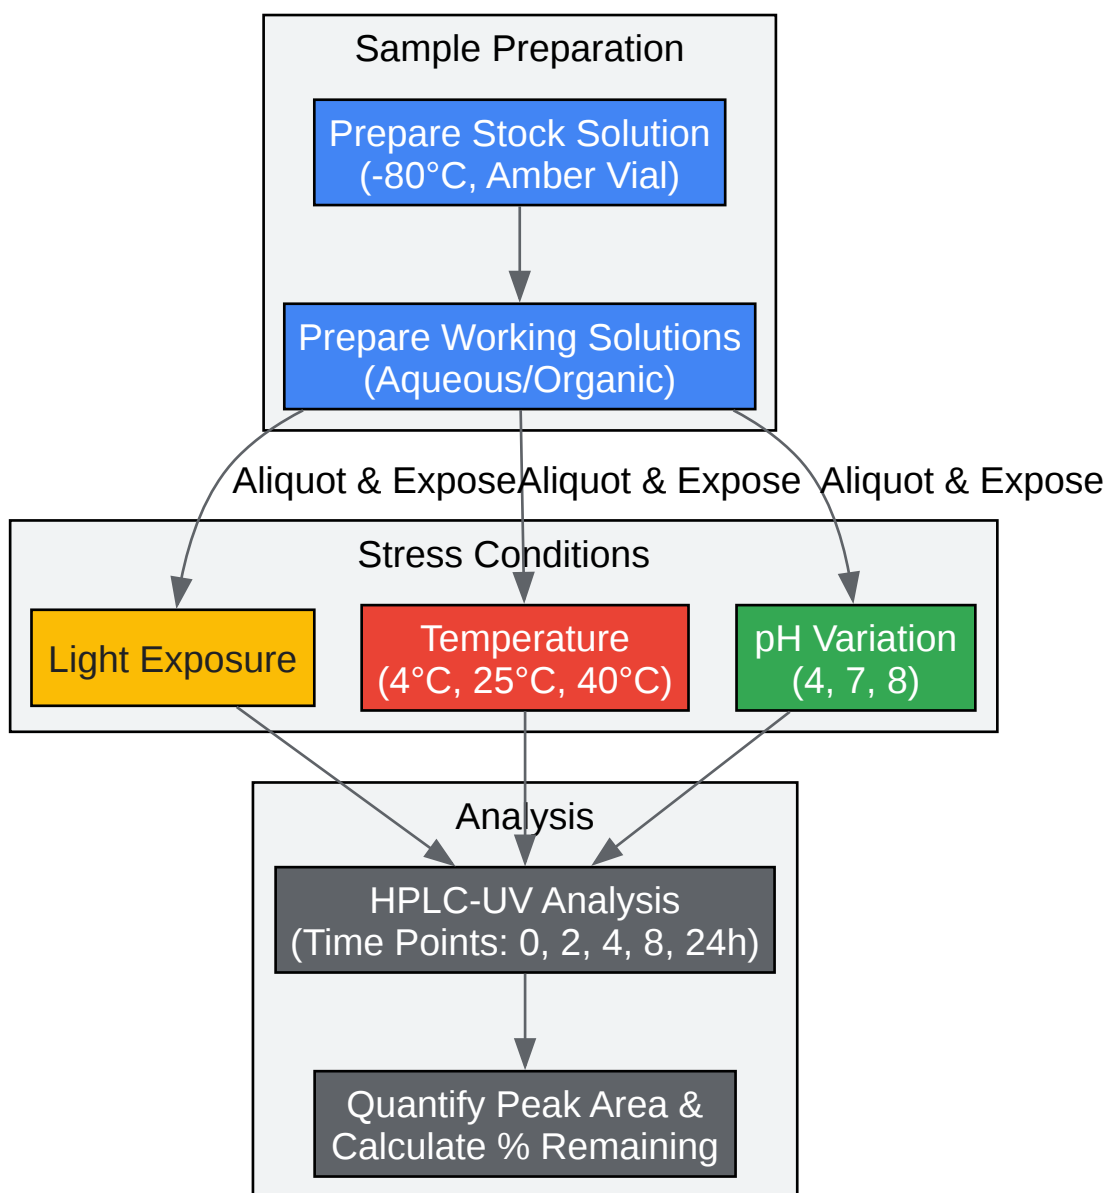 Sample Preparation
Prepare Stock Solution
(-80°C, Amber Vial)
Prepare Working Solutions
(Aqueous/Organic)
Aliquot & Expose
Aliquot & Expose
Aliquot & Expose
Stress Conditions
Light Exposure
Temperature
(4°C, 25°C, 40°C)
pH Variation
(4, 7, 8)
Analysis
HPLC-UV Analysis
(Time Points: 0, 2, 4, 8, 24h)
Quantify Peak Area &
Calculate % Remaining